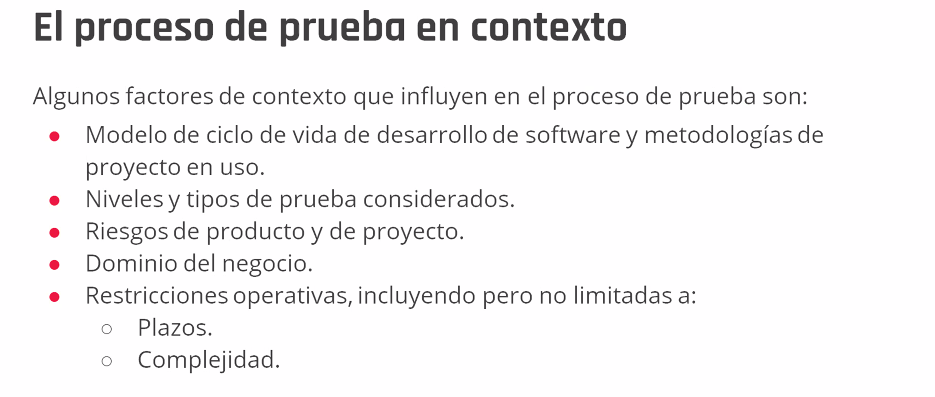 El proceso de prueba en contexto
Algunos factores de contexto que influyen en el proceso de prueba son:
● Modelo de ciclo de vida de desarrollo de software y metodologías de
proyecto en uso.
● Niveles y tipos de prueba considerados.
● Riesgos de producto y de proyecto.
● Dominio del negocio.
● Restricciones operativas, incluyendo pero no limitadas a:
○ Plazos.
○ Complejidad.